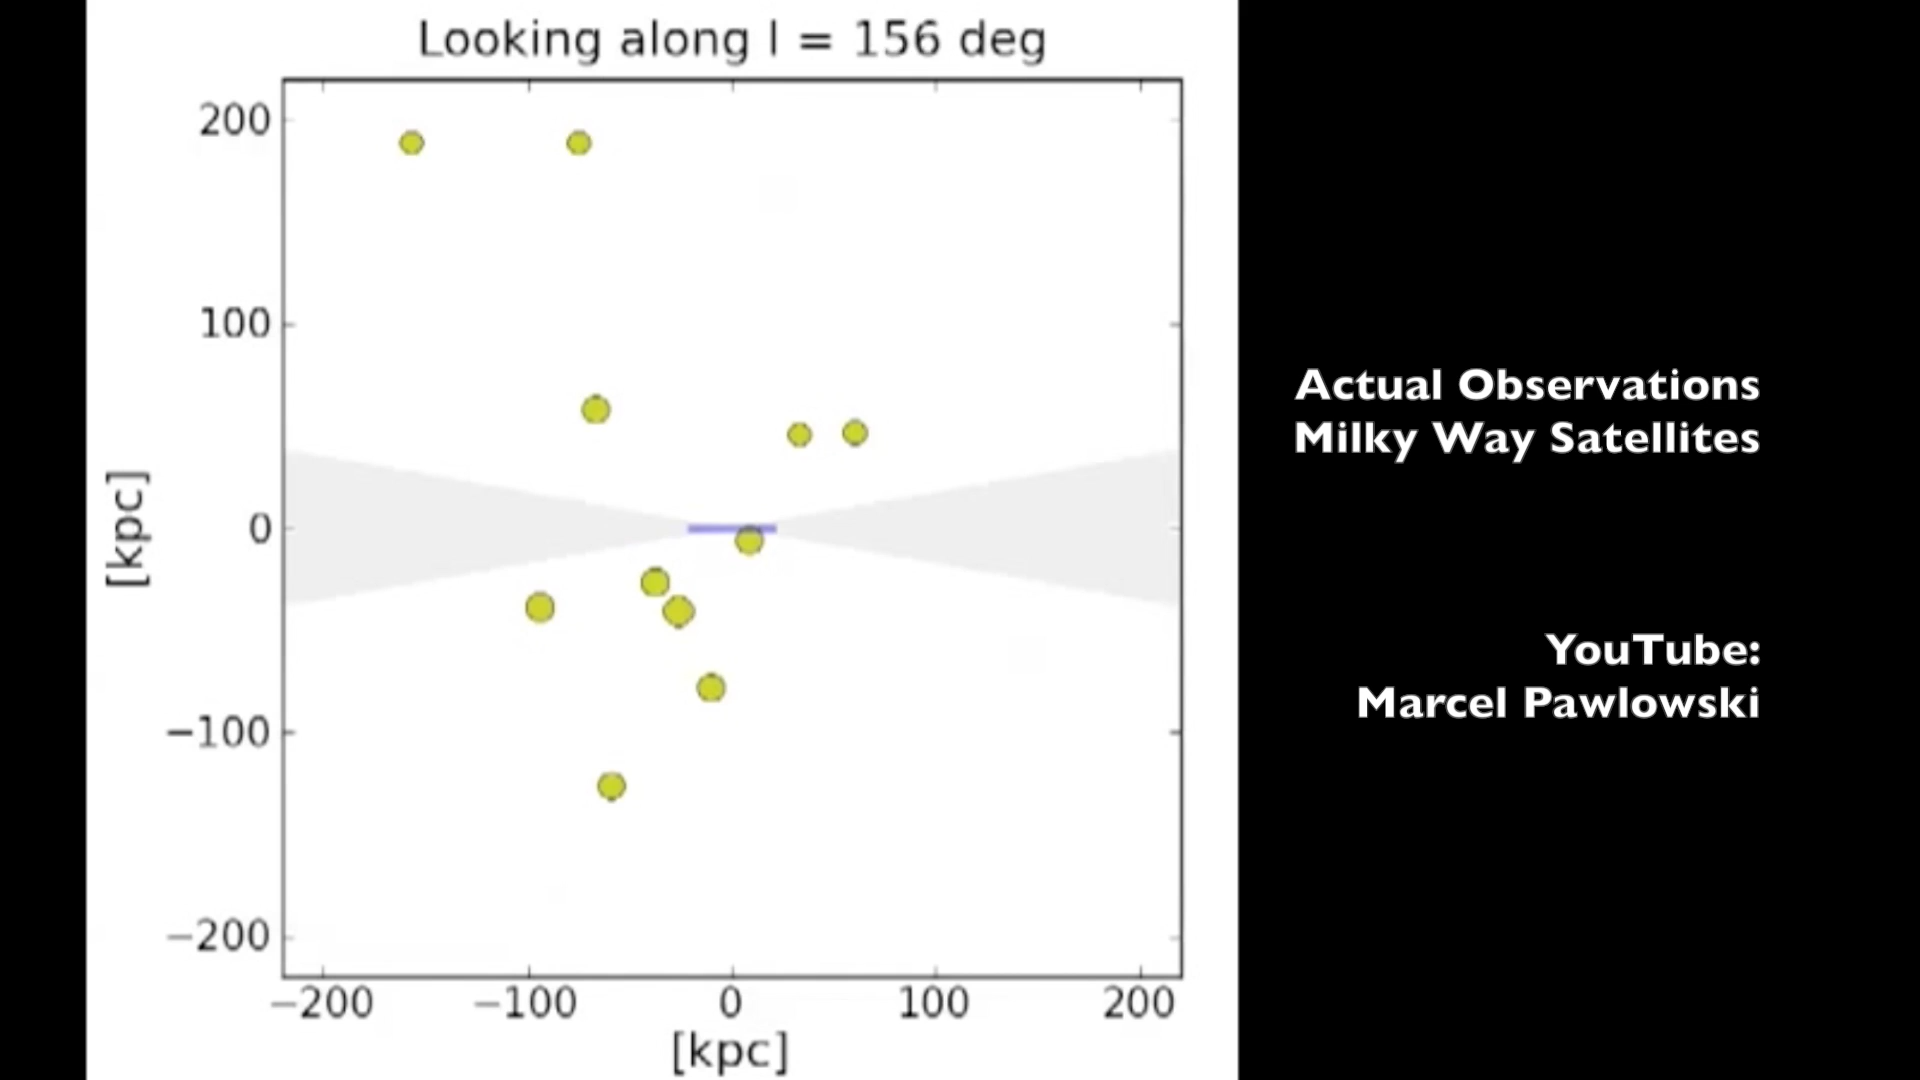 Looking along l = 156 deg
200
100
0
−100
−200
[kpc]
−200 −100 0 100 200
[kpc]
Actual Observations
Milky Way Satellites
YouTube:
Marcel Pawlowski